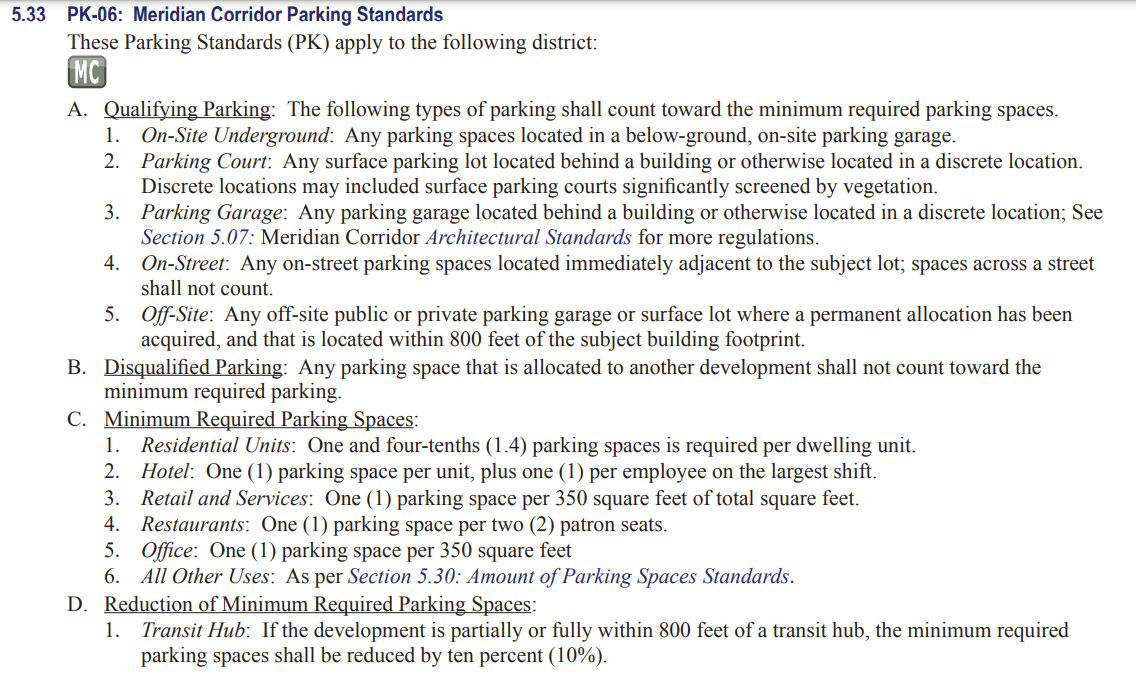 5.33 PK-06: Meridian Corridor Parking Standards
These Parking Standards (PK) apply to the following district:
MC
A. Qualifying Parking: The following types of parking shall count toward the minimum required parking spaces.
1. On-Site Underground: Any parking spaces located in a below-ground, on-site parking garage.
2. Parking Court: Any surface parking lot located behind a building or otherwise located in a discrete location.
Discrete locations may included surface parking courts significantly screened by vegetation.
3. Parking Garage: Any parking garage located behind a building or otherwise located in a discrete location; See
Section 5.07: Meridian Corridor Architectural Standards for more regulations.
4. On-Street: Any on-street parking spaces located immediately adjacent to the subject lot; spaces across a street
shall not count.
5. Off-Site: Any off-site public or private parking garage or surface lot where a permanent allocation has been
acquired, and that is located within 800 feet of the subject building footprint.
B. Disqualified Parking: Any parking space that is allocated to another development shall not count toward the
minimum required parking.
C. Minimum Required Parking Spaces:
1. Residential Units: One and four-tenths (1.4) parking spaces is required per dwelling unit.
2. Hotel: One (1) parking space per unit, plus one (1) per employee on the largest shift.
3. Retail and Services: One (1) parking space per 350 square feet of total square feet.
4. Restaurants: One (1) parking space per two (2) patron seats.
5. Office: One (1) parking space per 350 square feet
6. All Other Uses: As per Section 5.30: Amount of Parking Spaces Standards.
D. Reduction of Minimum Required Parking Spaces:
1. Transit Hub: If the development is partially or fully within 800 feet of a transit hub, the minimum required
parking spaces shall be reduced by ten percent (10%).